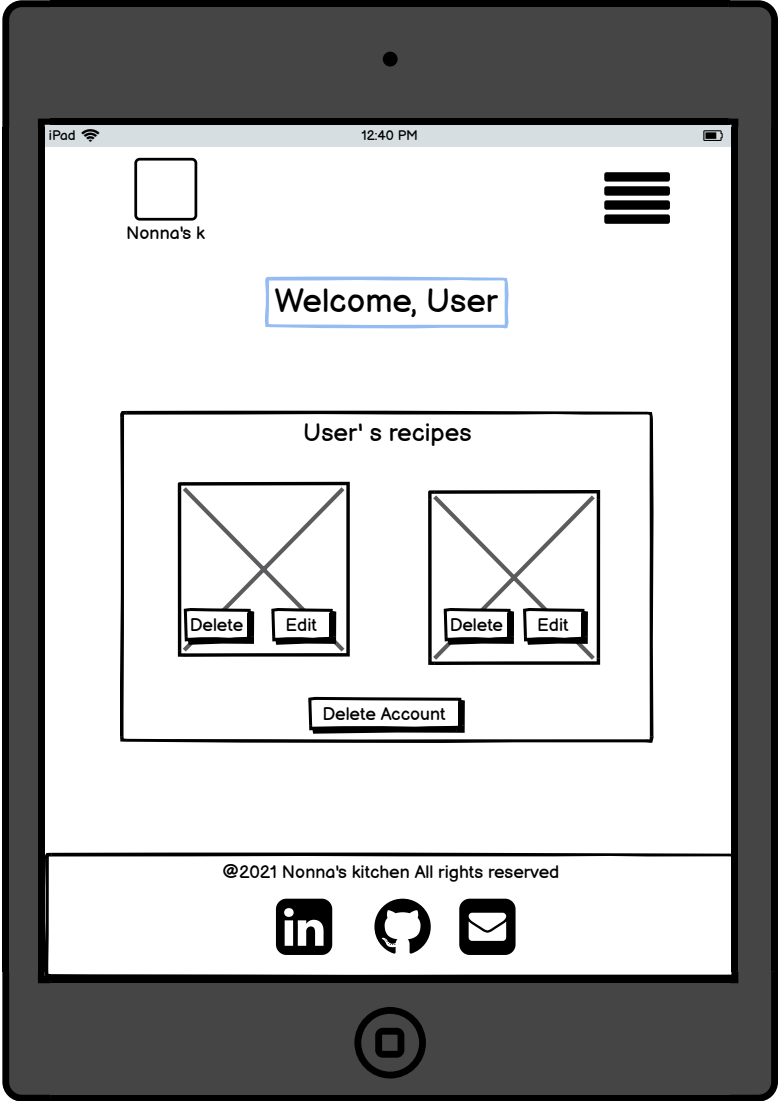 iPad 12:40 PM
Nonna's k
Welcome, User
User' s recipes
Delete Edit Delete Edit
Delete Account
@2021 Nonna's kitchen All rights reserved
in